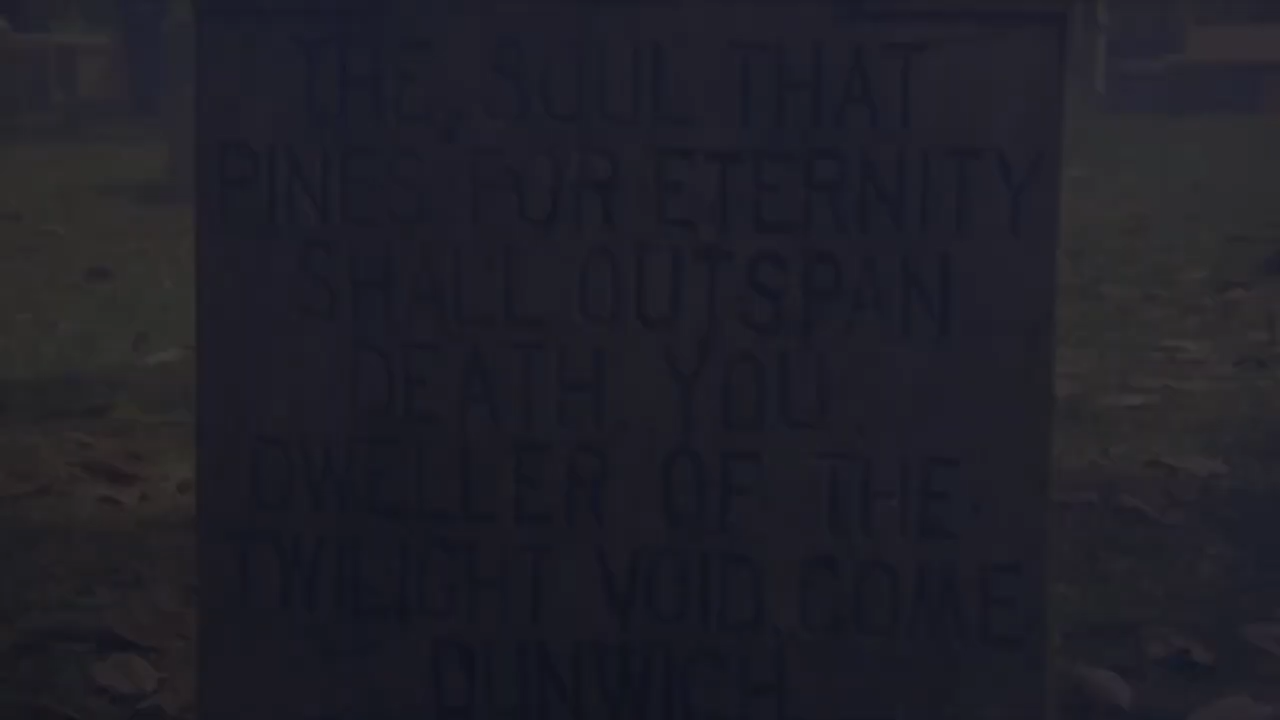 THE SOUL THAT
PINES FOR ETERNITY
SHALL OUTSPAN
DEATH YOU
DWELLER OF THE
TWILIGHT VOID COME
DUNWICH